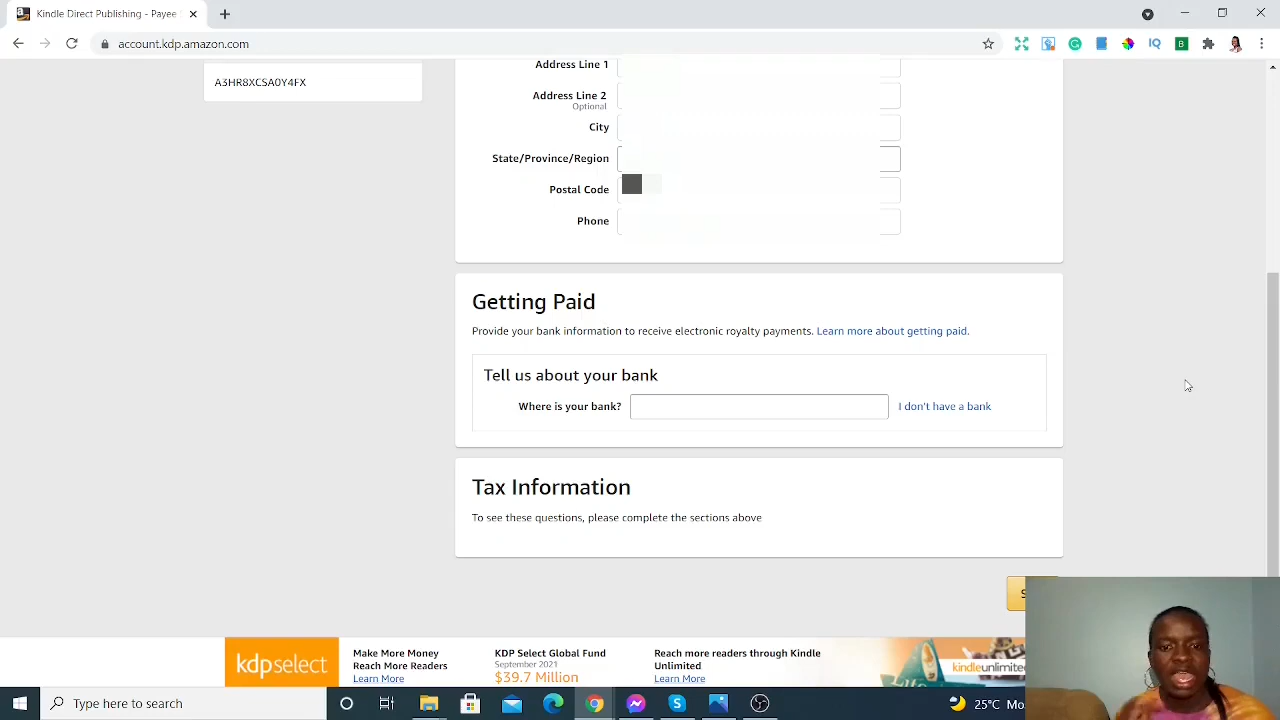 Kindle Direct Publishing - Payee
account.kdp.amazon.com
IQ
B
A3HR8XCSA0Y4FX
Address Line 1
Address Line 2
Optional
City
State/Province/Region
Postal Code
Phone
Getting Paid
Provide your bank information to receive electronic royalty payments. Learn more about getting paid.
Tell us about your bank
Where is your bank?
I don't have a bank
Tax Information
To see these questions, please complete the sections above
kdpselect
Make More Money
Reach More Readers
Learn More
KDP Select Global Fund
September 2021
$39.7 Million
Reach more readers through Kindle
Unlimited
Learn More
kindleunlimited
Type here to search
25°C Mo